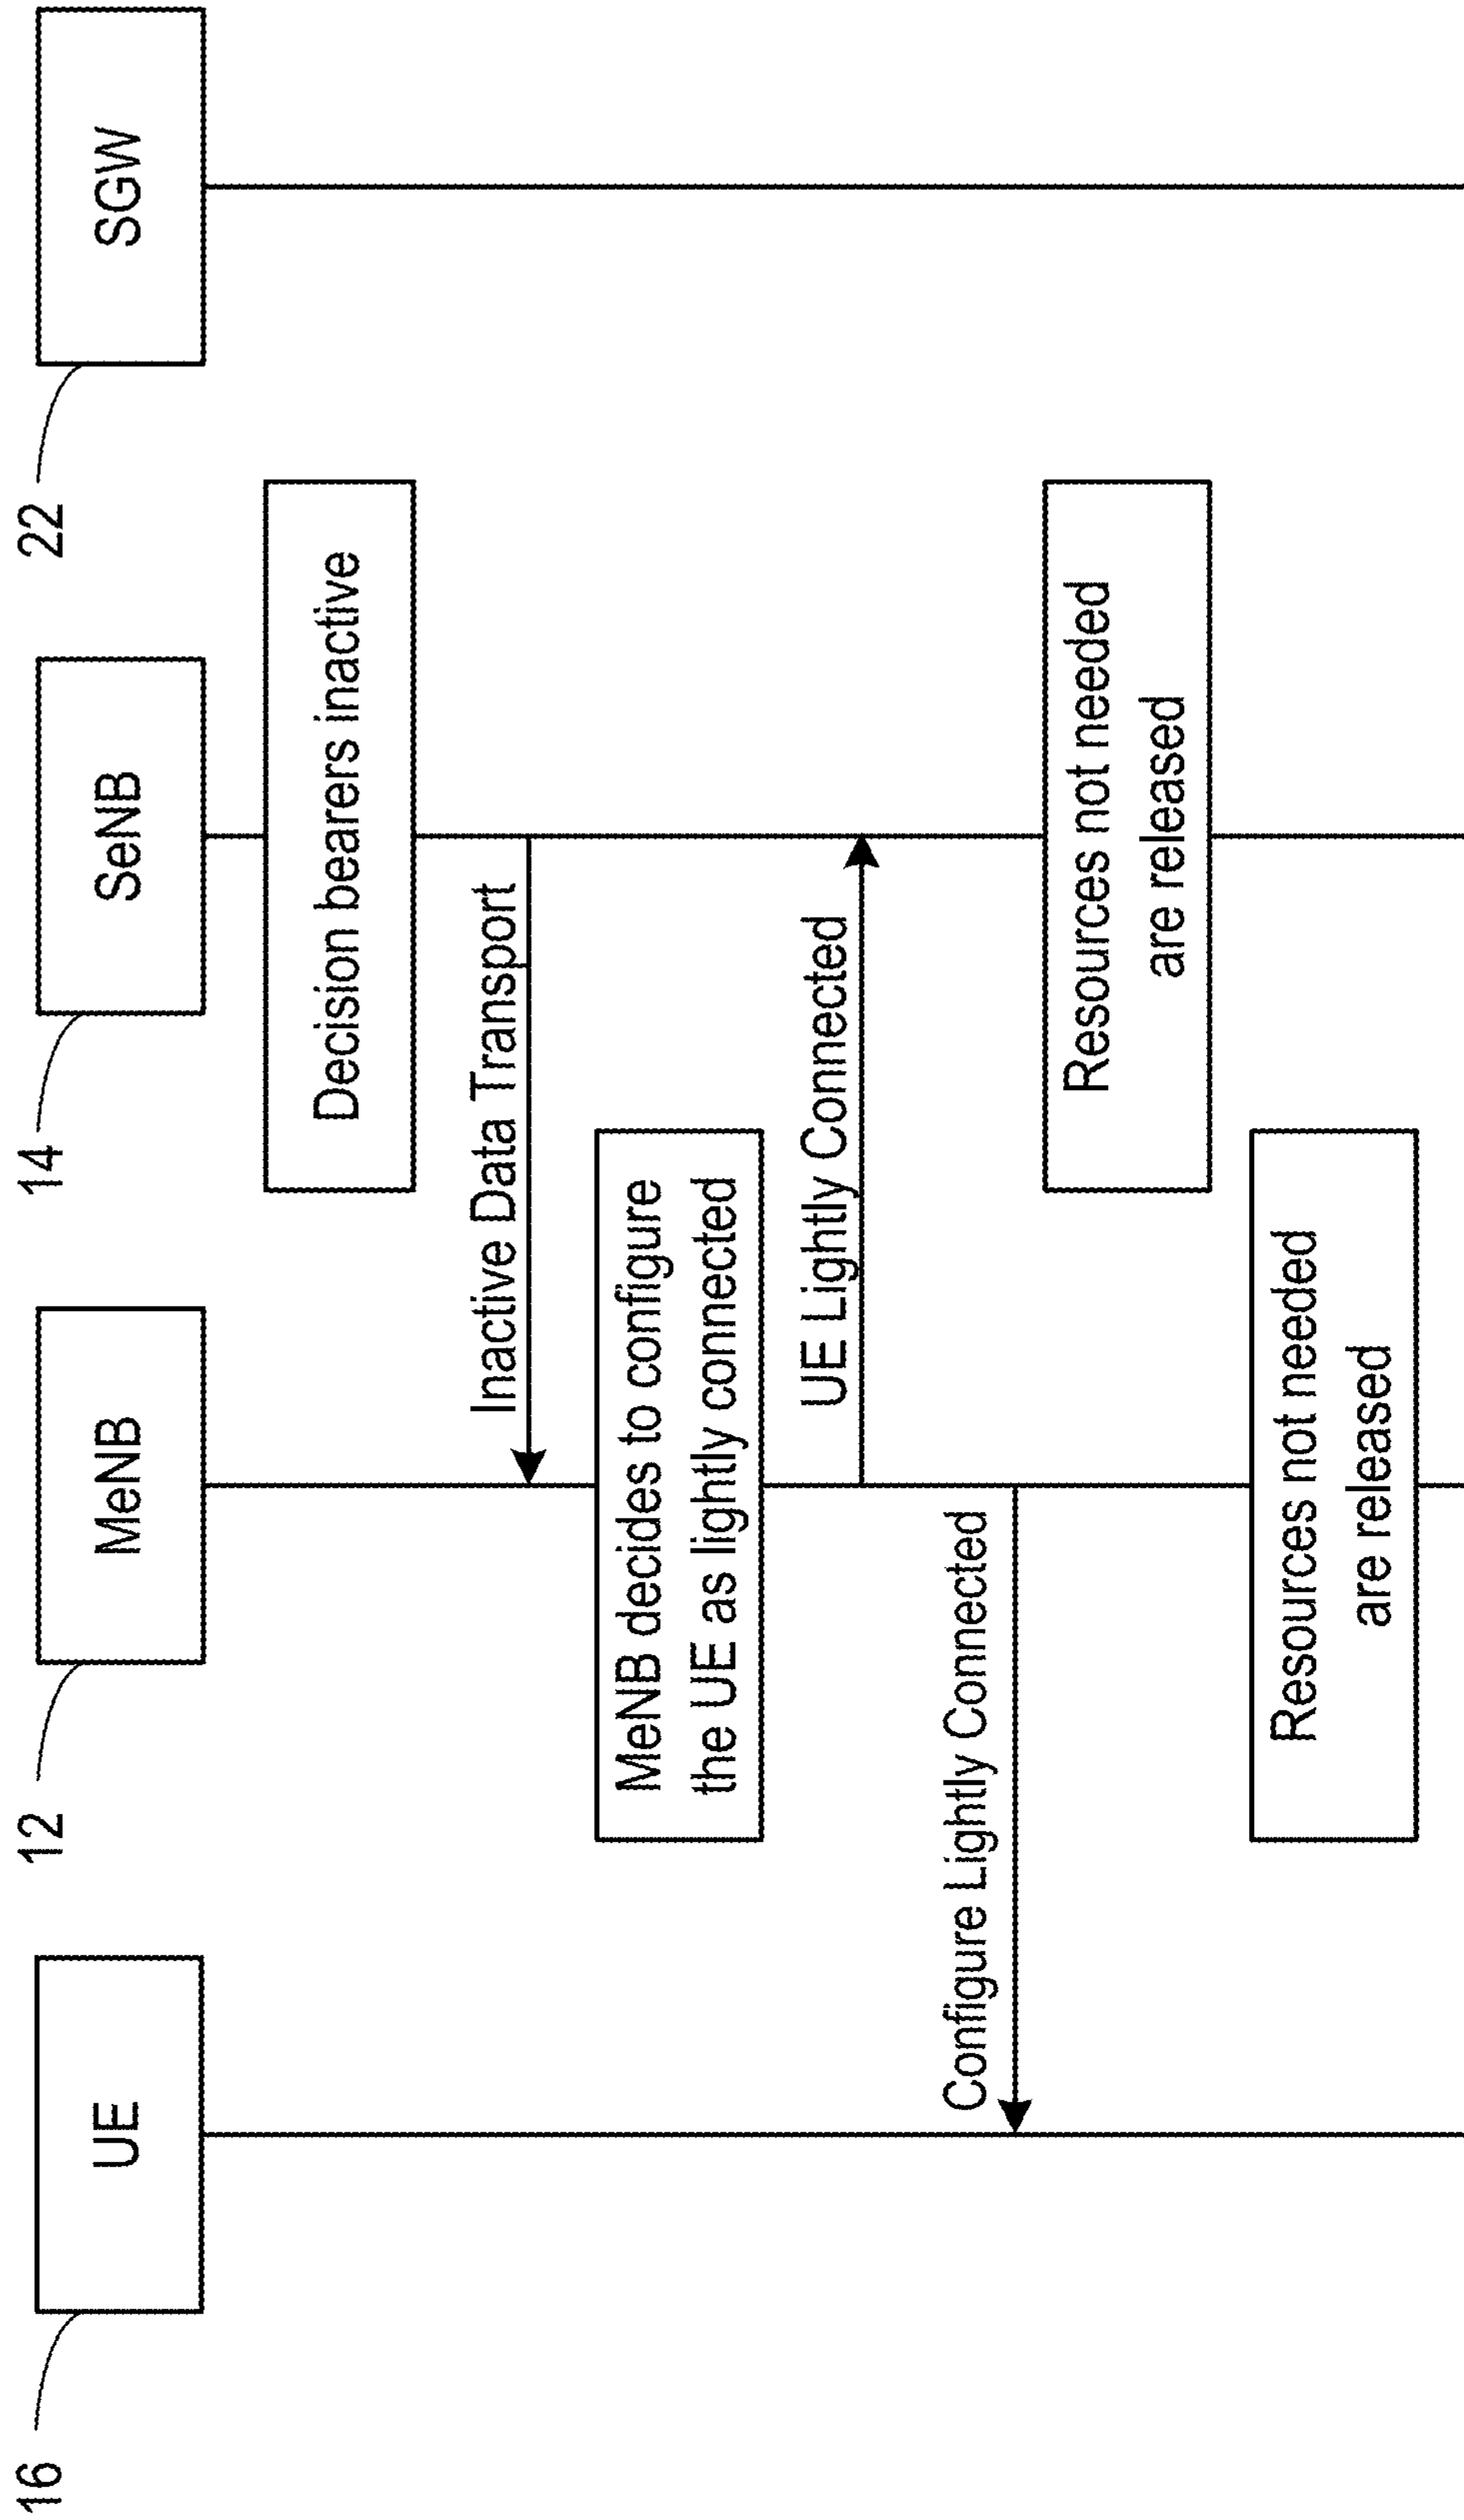 16
12
14
22
UE
MeNB
SeNB
SGW
Decision bearers inactive
Inactive Data Transport
MeNB decides to configure
the UE as lightly connected
UE Lightly Connected
Configure Lightly Connected
Resources not needed
are released
Resources not needed
are released